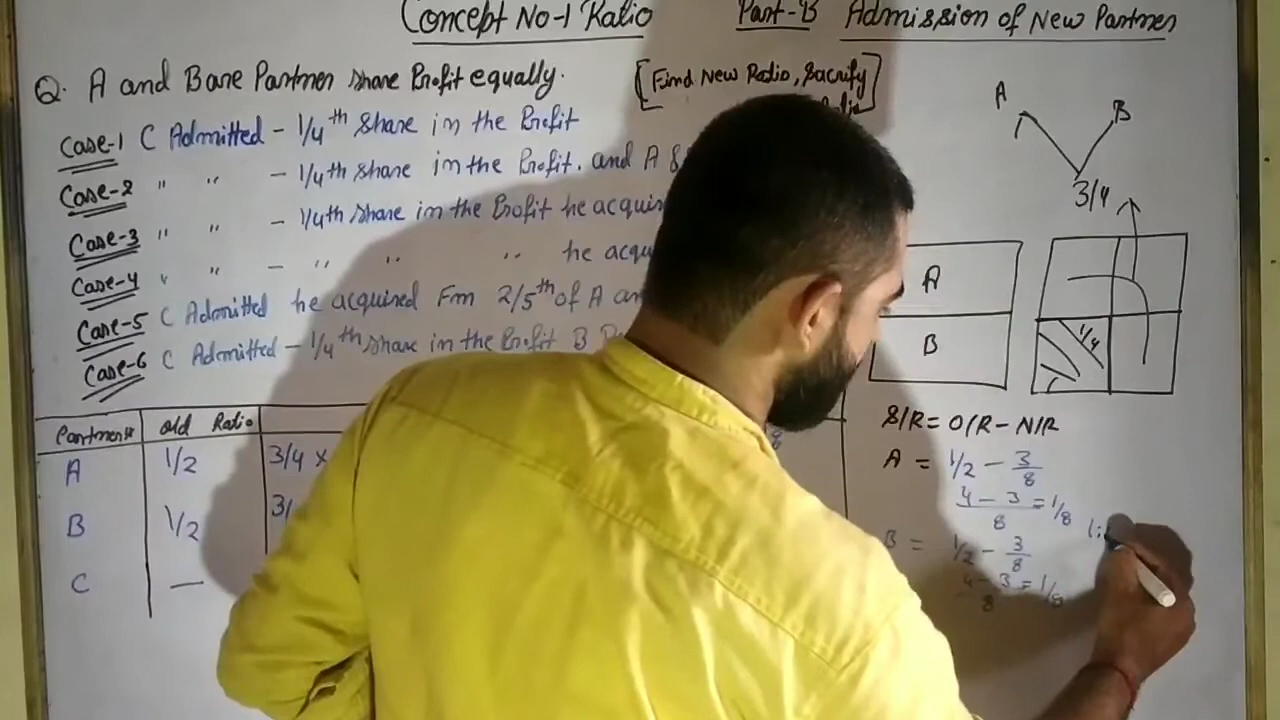 Concept No-1 Ratio Part-B Admission of New Partner
Q. A and B are Partner share Profit equally. [Find New Ratio, Sacrify
Case-1 C Admitted - 1/4th share in the Profit
Case-2 " " - 1/4th share in the Profit. and A &
Case-3 " " - 1/4th share in the Profit he acquir
Case-4 " " - " " " he acqu
Case-5 C Admitted he acquired Frm 2/5th of A an
Case-6 C Admitted - 1/4th share in the Profit B
Partners Old Ratio
A 1/2 3/4 ×
B 1/2 3/
C —
A B
3/4
A
B
1/4
S/R = O/R - N/R
A = 1/2 - 3/8
4 - 3 / 8 = 1/8
B = 1/2 - 3/8
4 - 3 / 8 = 1/8